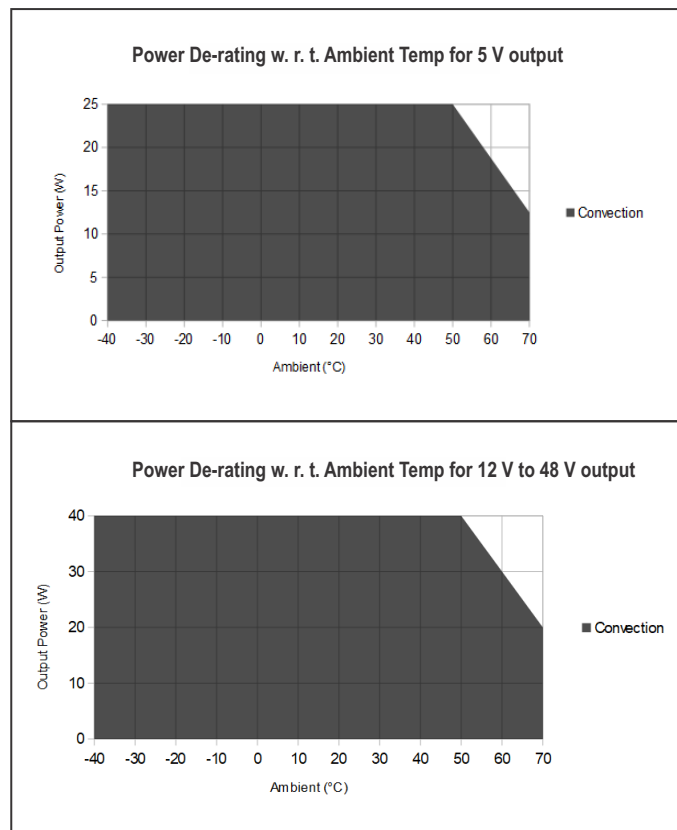 Power De-rating w. r. t. Ambient Temp for 5 V output
25
20
15
10
5
0
Output Power (W)
-40 -30 -20 -10 0 10 20 30 40 50 60 70
Ambient (°C)
Convection
Power De-rating w. r. t. Ambient Temp for 12 V to 48 V output
40
30
20
10
0
Output Power (W)
-40 -30 -20 -10 0 10 20 30 40 50 60 70
Ambient (°C)
Convection